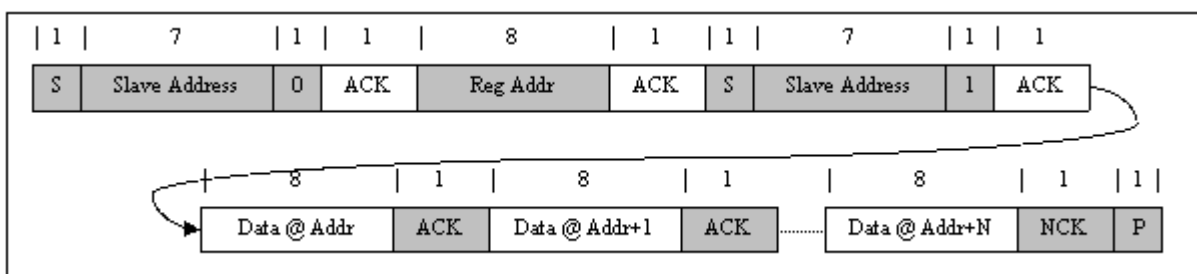 | 1 | 7 | 1 | 1 | 8 | 1 | 1 | 7 | 1 | 1
S Slave Address 0 ACK Reg Addr ACK S Slave Address 1 ACK
| 8 | 1 | 8 | 1 | 8 | 1 | 1 |
Data @ Addr ACK Data @ Addr+1 ACK Data @ Addr+N NCK P